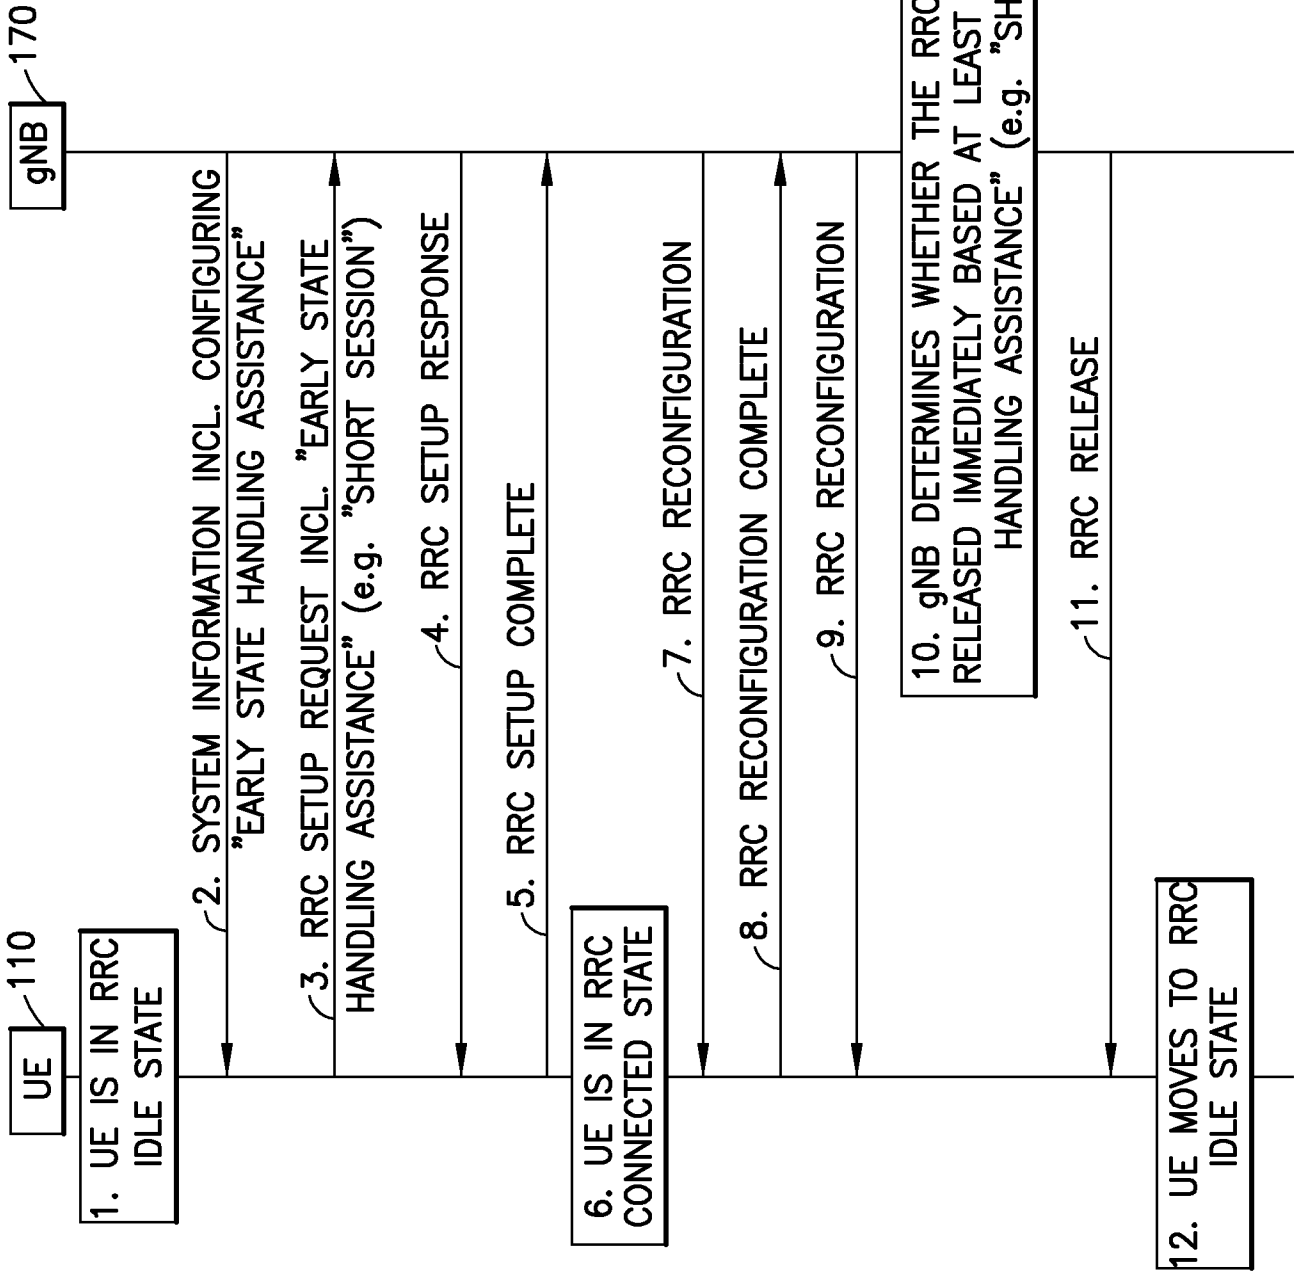 UE
110
gNB
170
1. UE IS IN RRC
IDLE STATE
2. SYSTEM INFORMATION INCL. CONFIGURING
"EARLY STATE HANDLING ASSISTANCE"
3. RRC SETUP REQUEST INCL. "EARLY STATE
HANDLING ASSISTANCE" (e.g. "SHORT SESSION")
4. RRC SETUP RESPONSE
5. RRC SETUP COMPLETE
6. UE IS IN RRC
CONNECTED STATE
7. RRC RECONFIGURATION
8. RRC RECONFIGURATION COMPLETE
9. RRC RECONFIGURATION
10. gNB DETERMINES WHETHER THE RRC
RELEASED IMMEDIATELY BASED AT LEAST
HANDLING ASSISTANCE" (e.g. "SH
11. RRC RELEASE
12. UE MOVES TO RRC
IDLE STATE